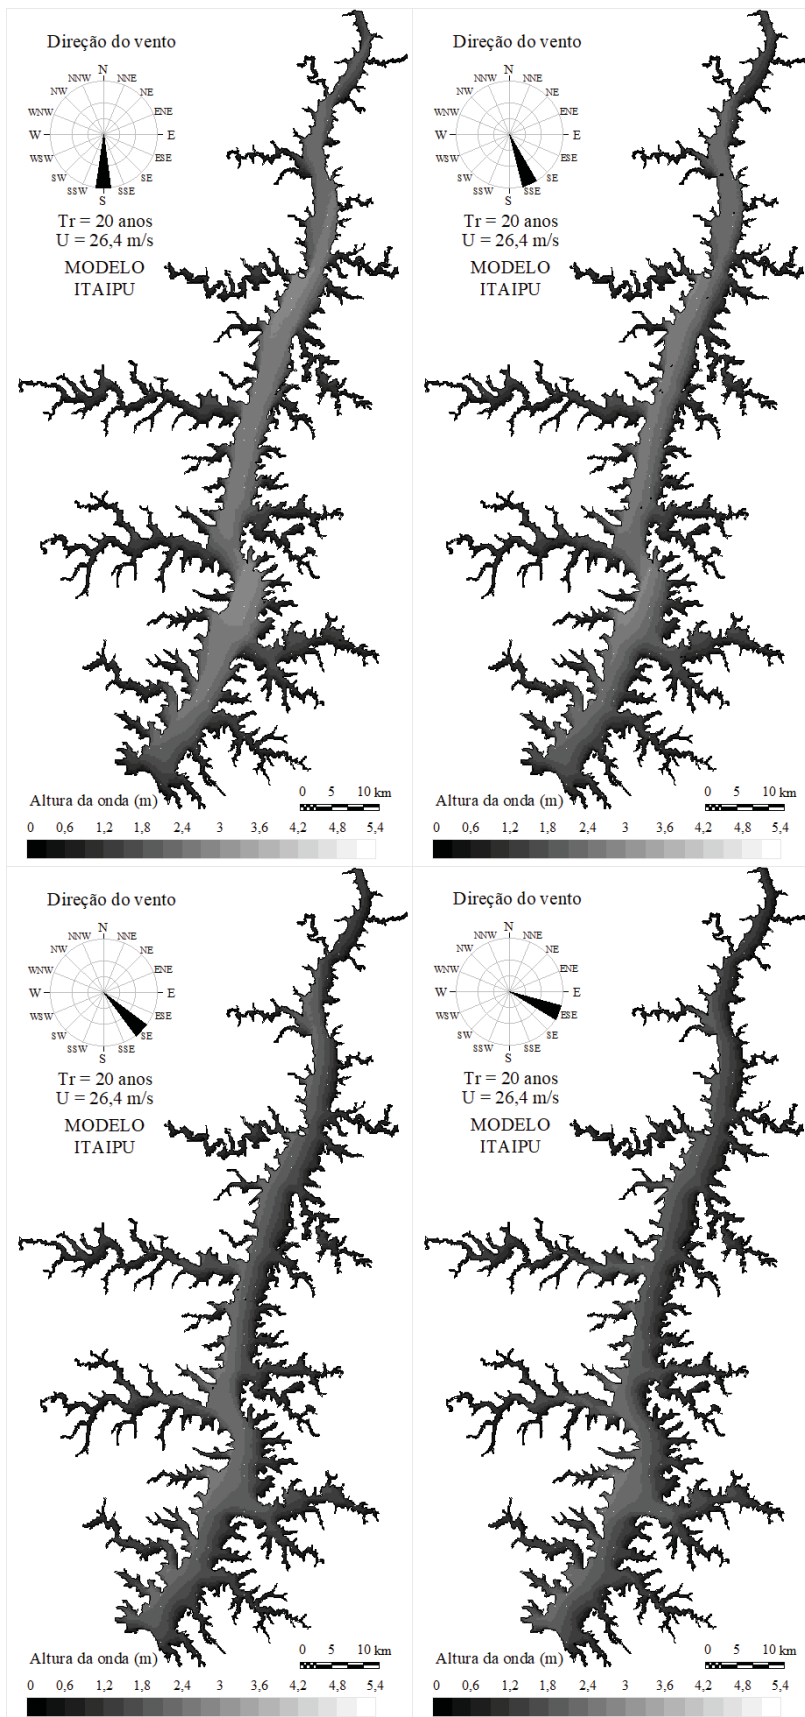 Direção do vento
N
NNW NNE
NW NE
WNW ENE
W E
WSW ESE
SW SE
SSW SSE
S
Tr = 20 anos
U = 26,4 m/s
MODELO
ITAIPU
Altura da onda (m)
0 5 10 km
0 0,6 1,2 1,8 2,4 3 3,6 4,2 4,8 5,4
Direção do vento
N
NNW NNE
NW NE
WNW ENE
W E
WSW ESE
SW SE
SSW SSE
S
Tr = 20 anos
U = 26,4 m/s
MODELO
ITAIPU
Altura da onda (m)
0 5 10 km
0 0,6 1,2 1,8 2,4 3 3,6 4,2 4,8 5,4
Direção do vento
N
NNW NNE
NW NE
WNW ENE
W E
WSW ESE
SW SE
SSW SSE
S
Tr = 20 anos
U = 26,4 m/s
MODELO
ITAIPU
Altura da onda (m)
0 5 10 km
0 0,6 1,2 1,8 2,4 3 3,6 4,2 4,8 5,4
Direção do vento
N
NNW NNE
NW NE
WNW ENE
W E
WSW ESE
SW SE
SSW SSE
S
Tr = 20 anos
U = 26,4 m/s
MODELO
ITAIPU
Altura da onda (m)
0 5 10 km
0 0,6 1,2 1,8 2,4 3 3,6 4,2 4,8 5,4